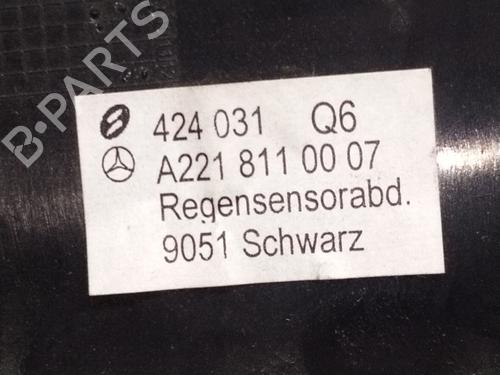 B-PARTS
424 031 Q6
A221 811 00 07
Regensensorabd.
9051 Schwarz